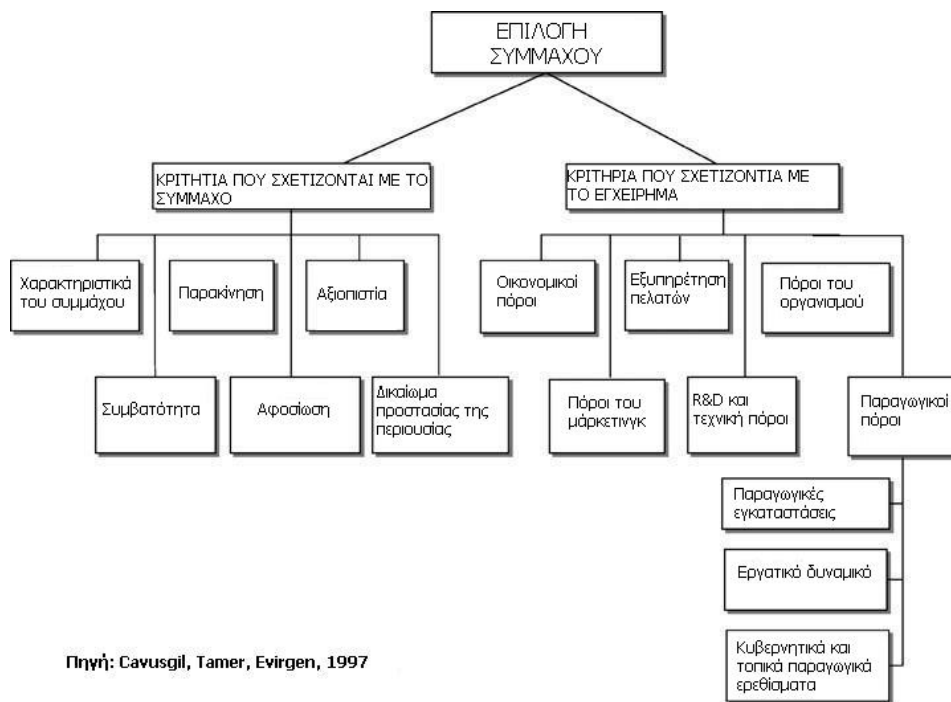 ΕΠΙΛΟΓΗ
ΣΥΜΜΑΧΟΥ
ΚΡΙΤΗΤΙΑ ΠΟΥ ΣΧΕΤΙΖΟΝΤΑΙ ΜΕ ΤΟ
ΣΥΜΜΑΧΟ
ΚΡΙΤΗΡΙΑ ΠΟΥ ΣΧΕΤΙΖΟΝΤΙΑ ΜΕ
ΤΟ ΕΓΧΕΙΡΗΜΑ
Χαρακτηριστικά
του συμμάχου
Παρακίνηση
Αξιοπιστία
Οικονομικοί
πόροι
Εξυπηρέτηση
πελατών
Πόροι του
οργανισμού
Συμβατότητα
Αφοσίωση
Δικαίωμα
προστασίας της
περιουσίας
Πόροι του
μάρκετινγκ
R&D και
τεχνική πόροι
Παραγωγικοί
πόροι
Παραγωγικές
εγκαταστάσεις
Εργατικό δυναμικό
Κυβερνητικά και
τοπικά παραγωγικά
ερεθίσματα
Πηγή: Cavusgil, Tamer, Evirgen, 1997